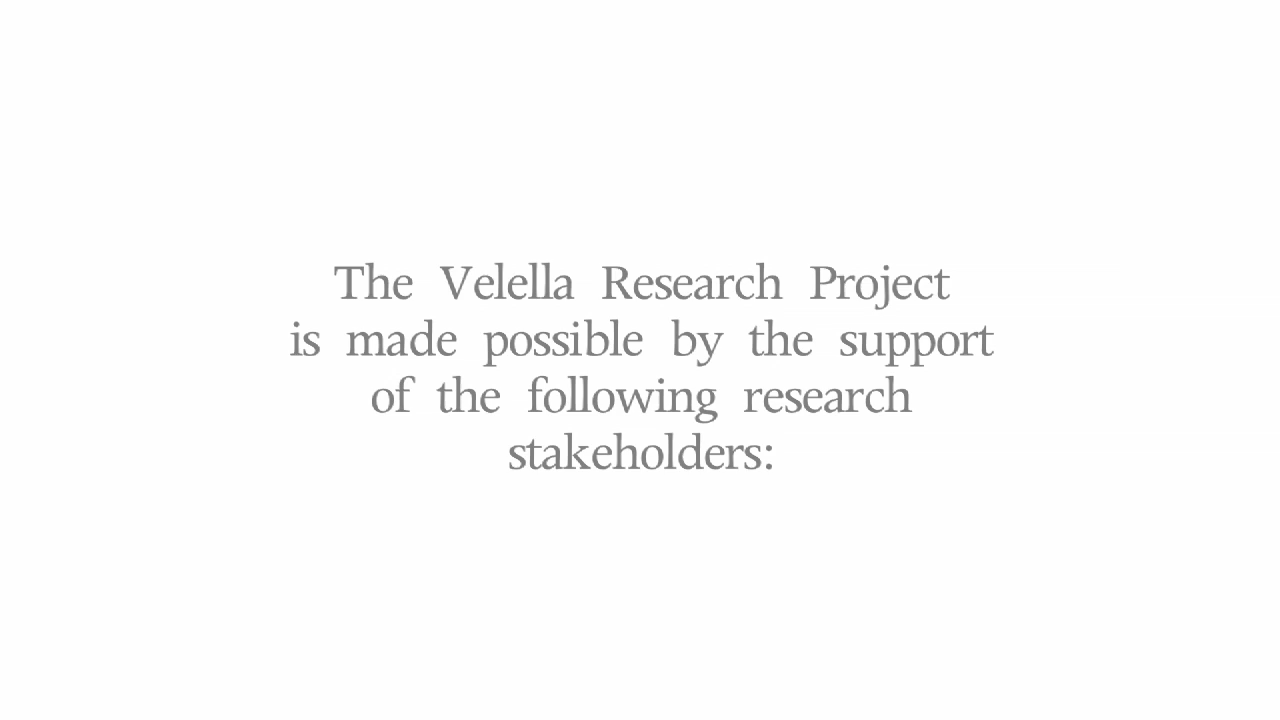 The Velella Research Project
is made possible by the support
of the following research
stakeholders: